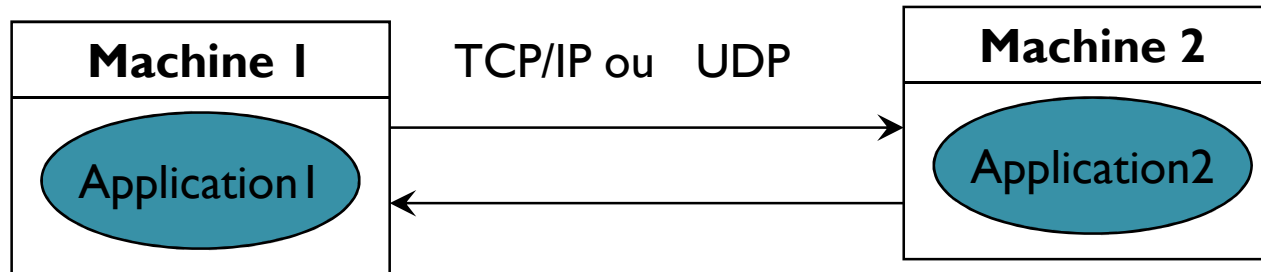 Machine 1
TCP/IP ou UDP
Machine 2
Application1
Application2